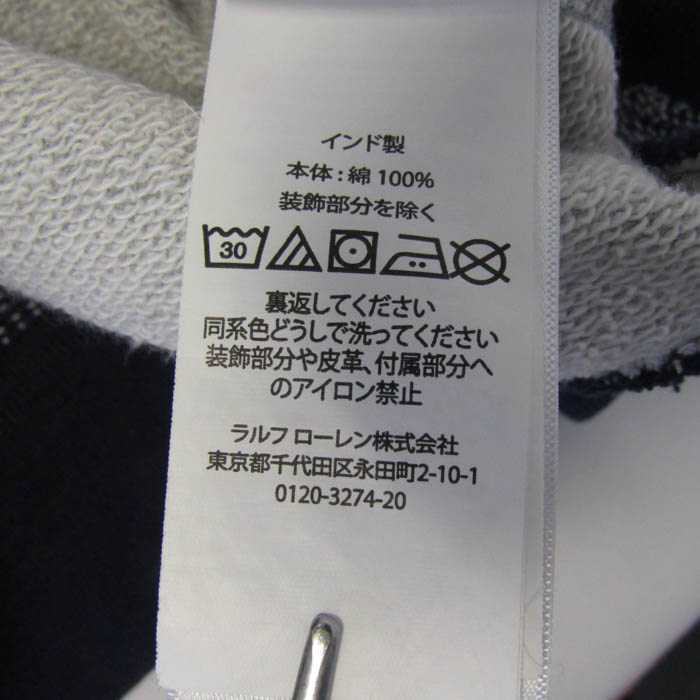 インド製
本体:綿 100%
装飾部分を除く
30
裏返してください
同系色どうしで洗ってください
装飾部分や皮革、付属部分へ
のアイロン禁止
ラルフ ローレン株式会社
東京都千代田区永田町2-10-1
0120-3274-20